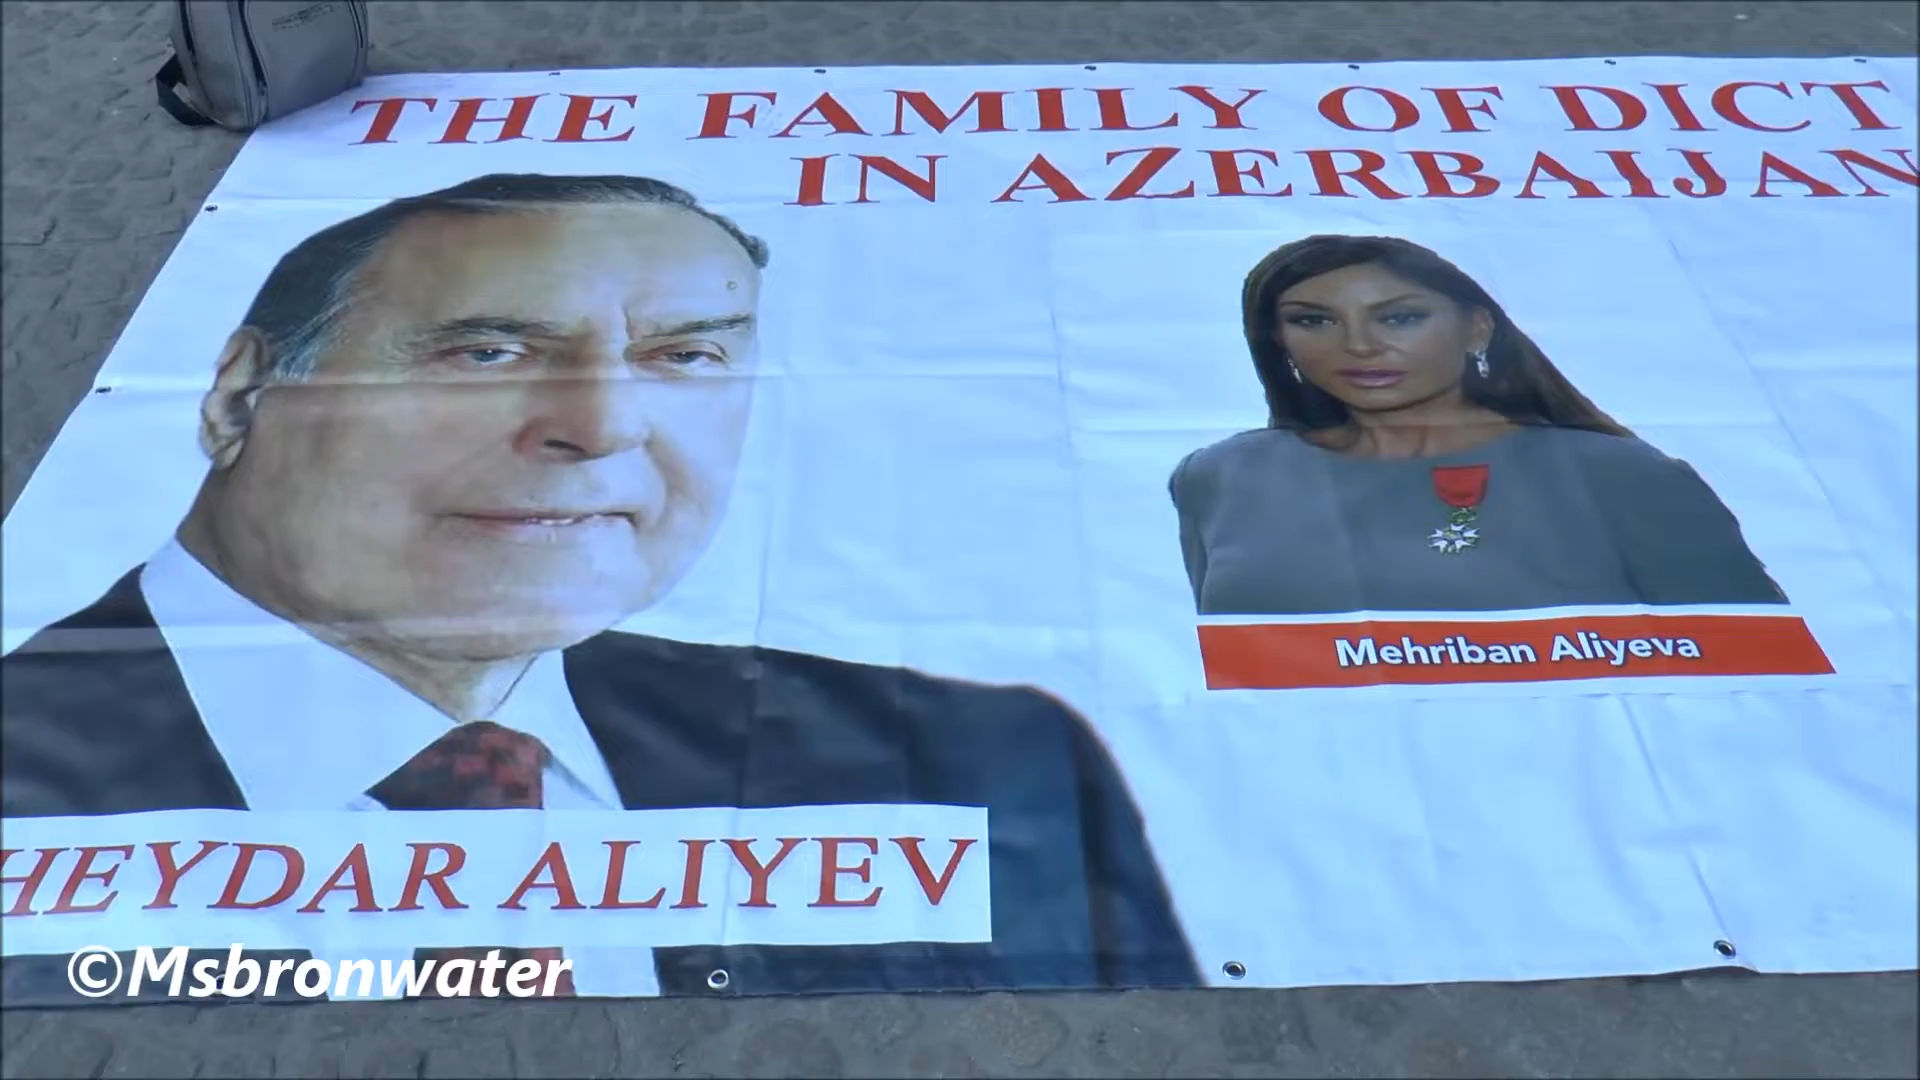 THE FAMILY OF DICT
IN AZERBAIJAN
Mehriban Aliyeva
HEYDAR ALIYEV
©Msbronwater